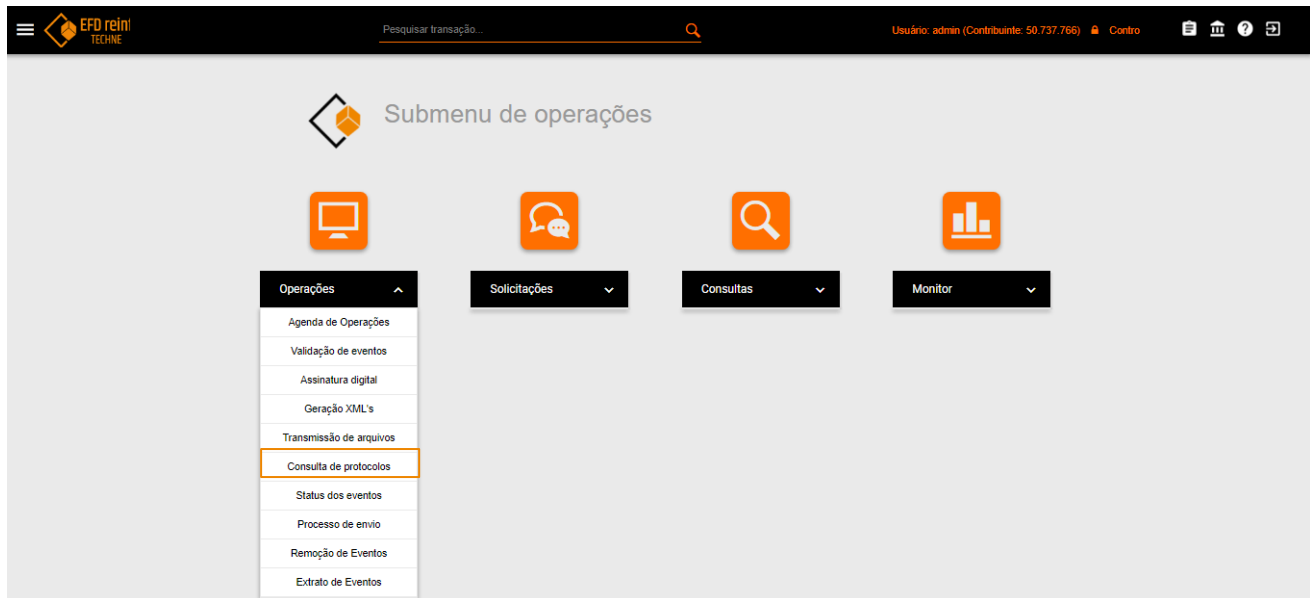 EFD rein
TECHNE
Pesquisar transação...
Usuário: admin (Contribuinte: 50.737.766) Contro
Submenu de operações
Operações
Solicitações
Consultas
Monitor
Agenda de Operações
Validação de eventos
Assinatura digital
Geração XML's
Transmissão de arquivos
Consulta de protocolos
Status dos eventos
Processo de envio
Remoção de Eventos
Extrato de Eventos